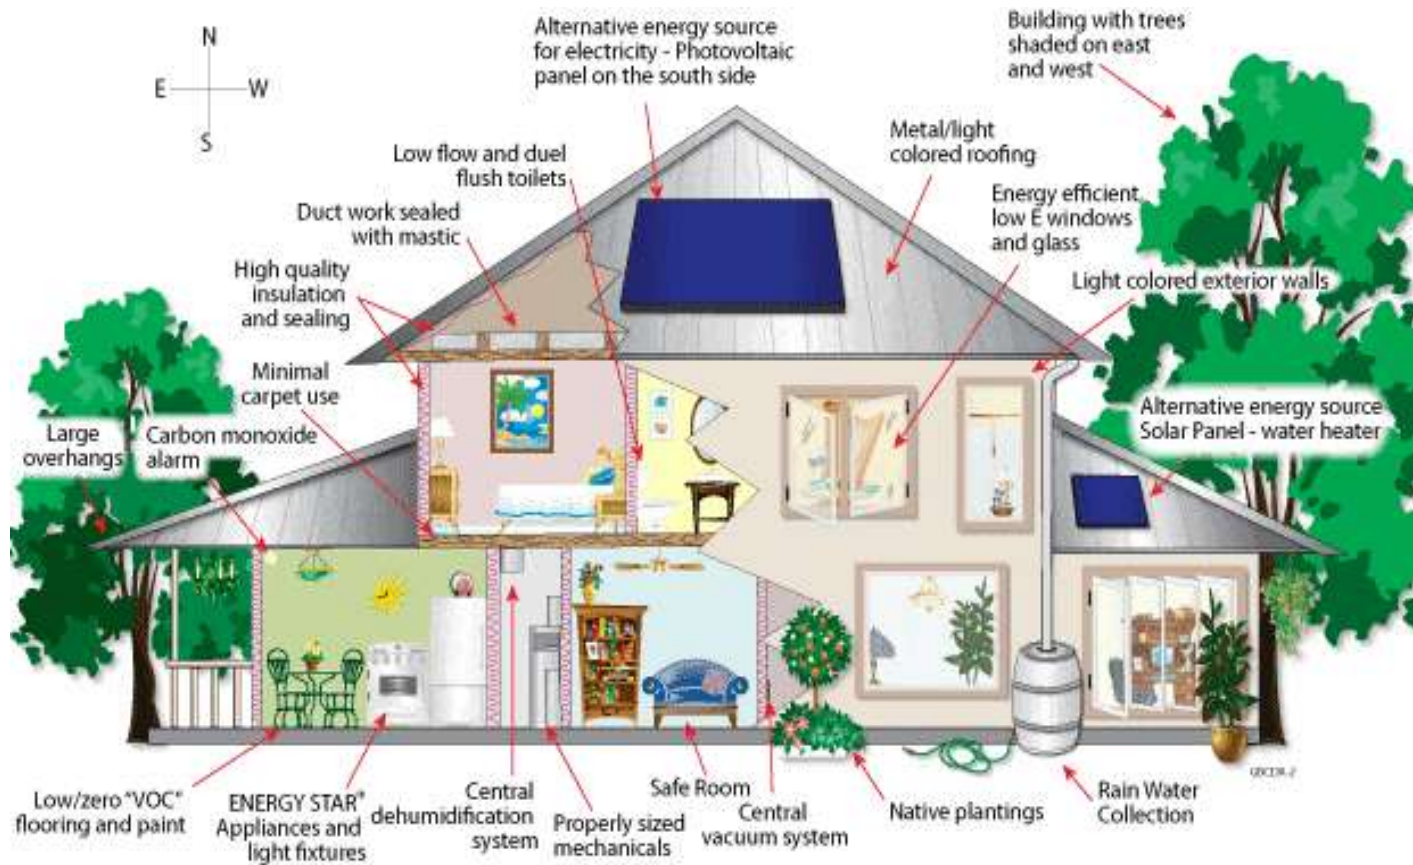 N
E
W
S
Alternative energy source
for electricity - Photovoltaic
panel on the south side
Building with trees
shaded on east
and west
Metal/light
colored roofing
Low flow and duel
flush toilets
Energy efficient,
low E windows
and glass
Duct work sealed
with mastic
High quality
insulation
and sealing
Light colored exterior walls
Minimal
carpet use
Alternative energy source
Solar Panel - water heater
Large
overhangs
Carbon monoxide
alarm
Low/zero "VOC"
flooring and paint
ENERGY STAR®
Appliances and
light fixtures
Central
dehumidification
system
Properly sized
mechanicals
Safe Room
Central
vacuum system
Native plantings
Rain Water
Collection
GBCDR-2